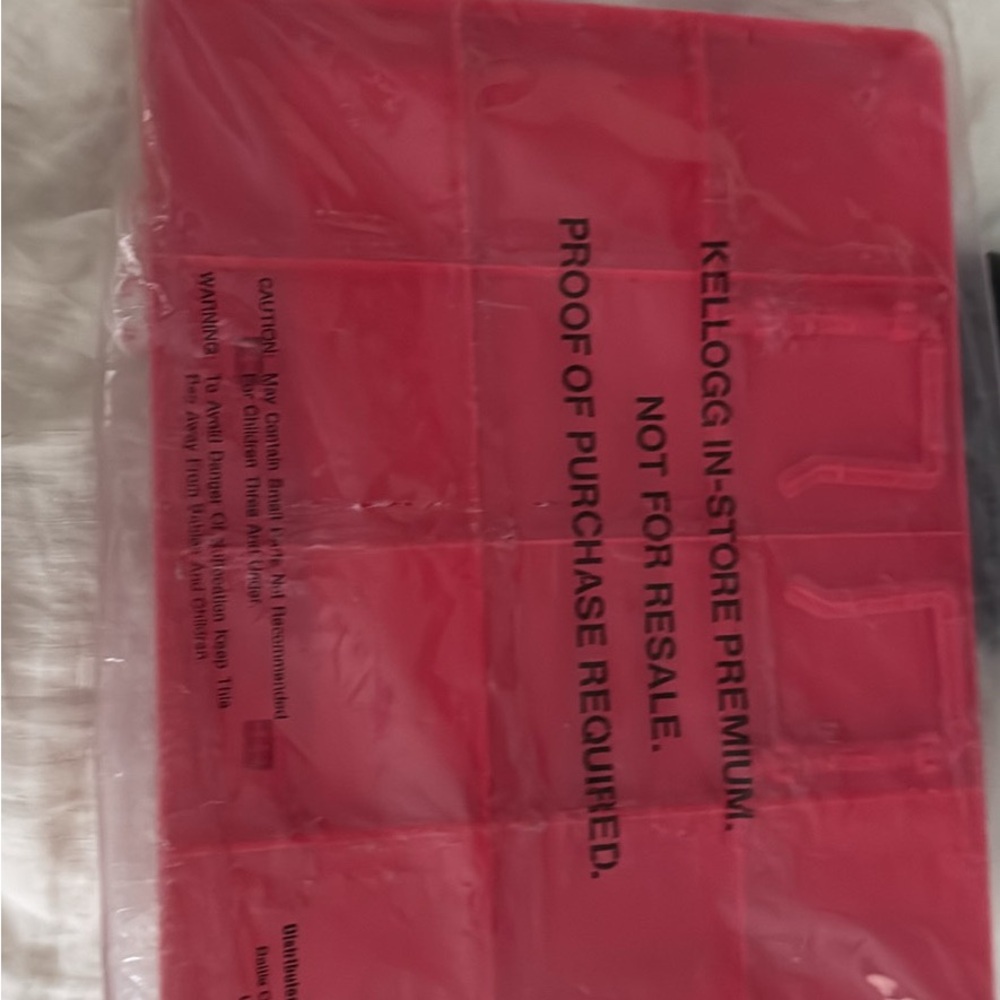 KELLOGG IN-STORE PREMIUM.
NOT FOR RESALE.
PROOF OF PURCHASE REQUIRED.
CAUTION: May Contain Small Parts Not Recommended
For Children Three And Under.
WARNING: To Avoid Danger Of Suffocation Keep This
Bag Away From Babies And Children